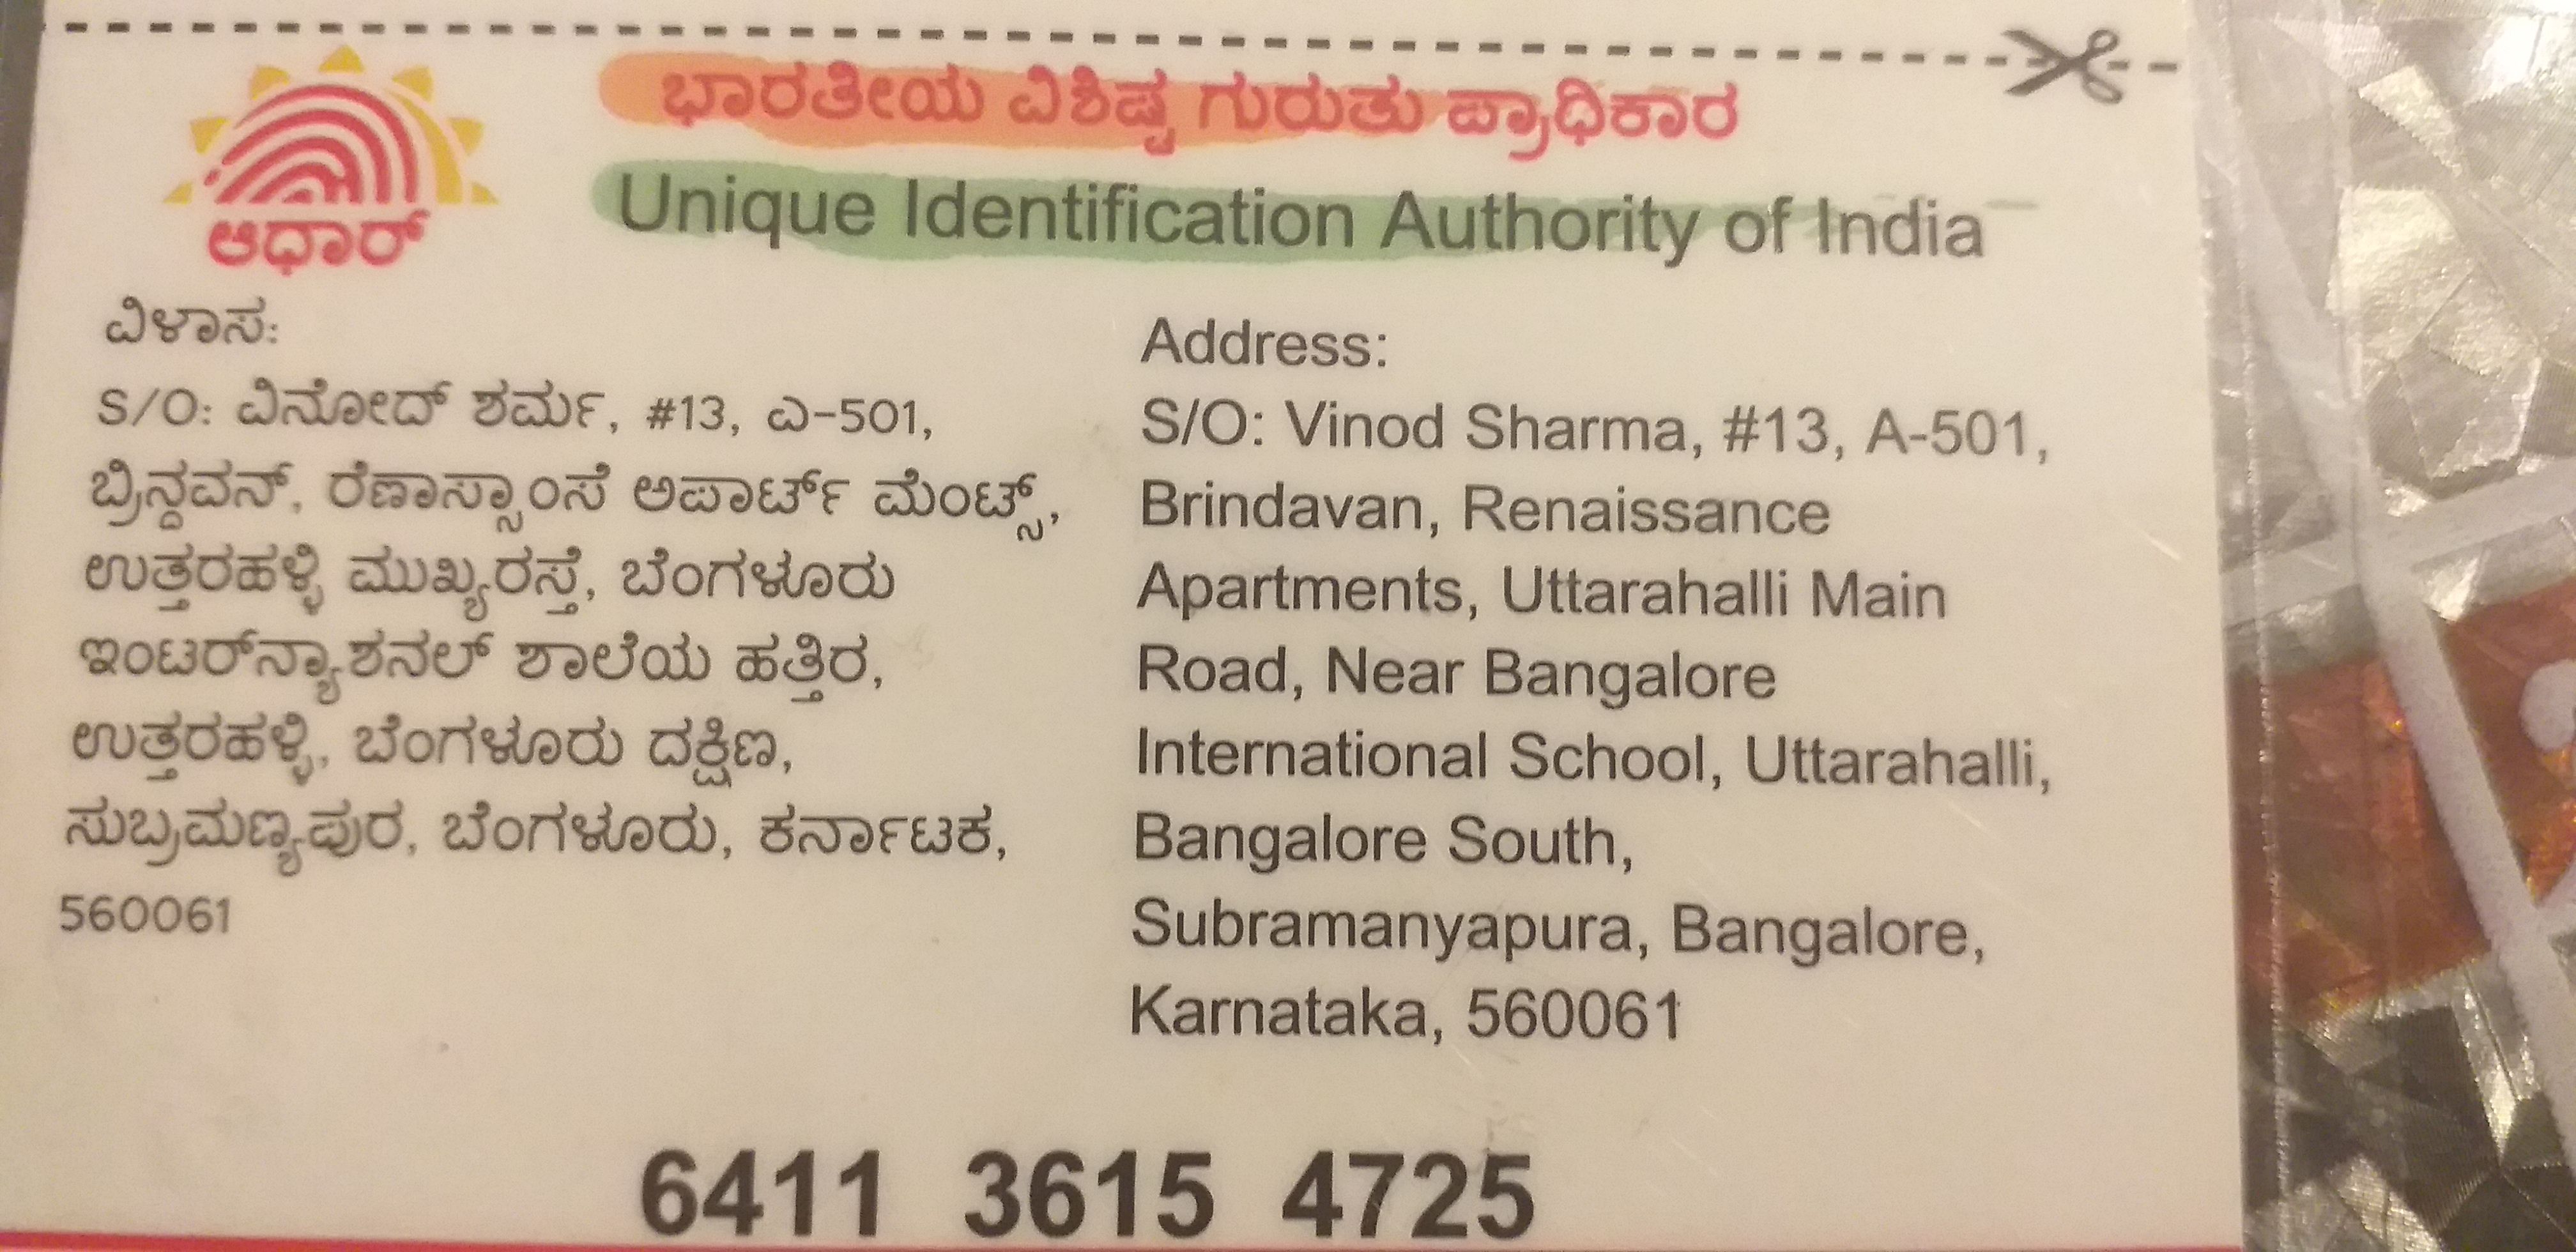 ಭಾರತೀಯ ವಿಶಿಷ್ಟ ಗುರುತು ಪ್ರಾಧಿಕಾರ
Unique Identification Authority of India
ಆಧಾರ್
ವಿಳಾಸ:
S/O: ವಿನೋದ್ ಶರ್ಮ, #13, ಎ-501,
ಬ್ರಿನ್ದವನ್, ರೆಣಾಸ್ಸಾಂಸೆ ಅಪಾರ್ಟ್ ಮೆಂಟ್ಸ್,
ಉತ್ತರಹಳ್ಳಿ ಮುಖ್ಯರಸ್ತೆ, ಬೆಂಗಳೂರು
ಇಂಟರ್‌ನ್ಯಾಶನಲ್ ಶಾಲೆಯ ಹತ್ತಿರ,
ಉತ್ತರಹಳ್ಳಿ, ಬೆಂಗಳೂರು ದಕ್ಷಿಣ,
ಸುಬ್ರಮಣ್ಯಪುರ, ಬೆಂಗಳೂರು, ಕರ್ನಾಟಕ,
560061
Address:
S/O: Vinod Sharma, #13, A-501,
Brindavan, Renaissance
Apartments, Uttarahalli Main
Road, Near Bangalore
International School, Uttarahalli,
Bangalore South,
Subramanyapura, Bangalore,
Karnataka, 560061
6411 3615 4725